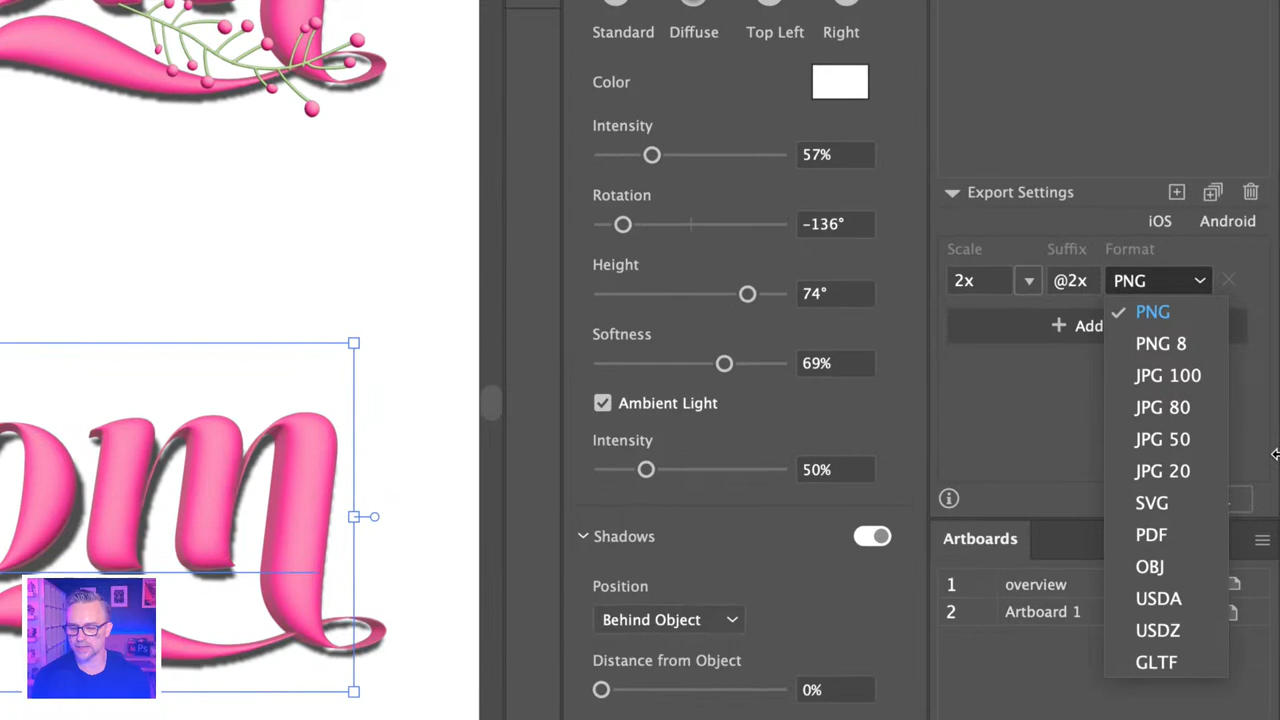 Standard Diffuse Top Left Right
Color
Intensity
57%
Rotation
-136°
Height
74°
Softness
69%
Ambient Light
Intensity
50%
Shadows
Position
Behind Object
Distance from Object
0%
Export Settings
iOS Android
Scale Suffix Format
2x @2x PNG
Add
PNG
PNG 8
JPG 100
JPG 80
JPG 50
JPG 20
SVG
PDF
OBJ
USDA
USDZ
GLTF
Artboards
1 overview
2 Artboard 1
om
Ps